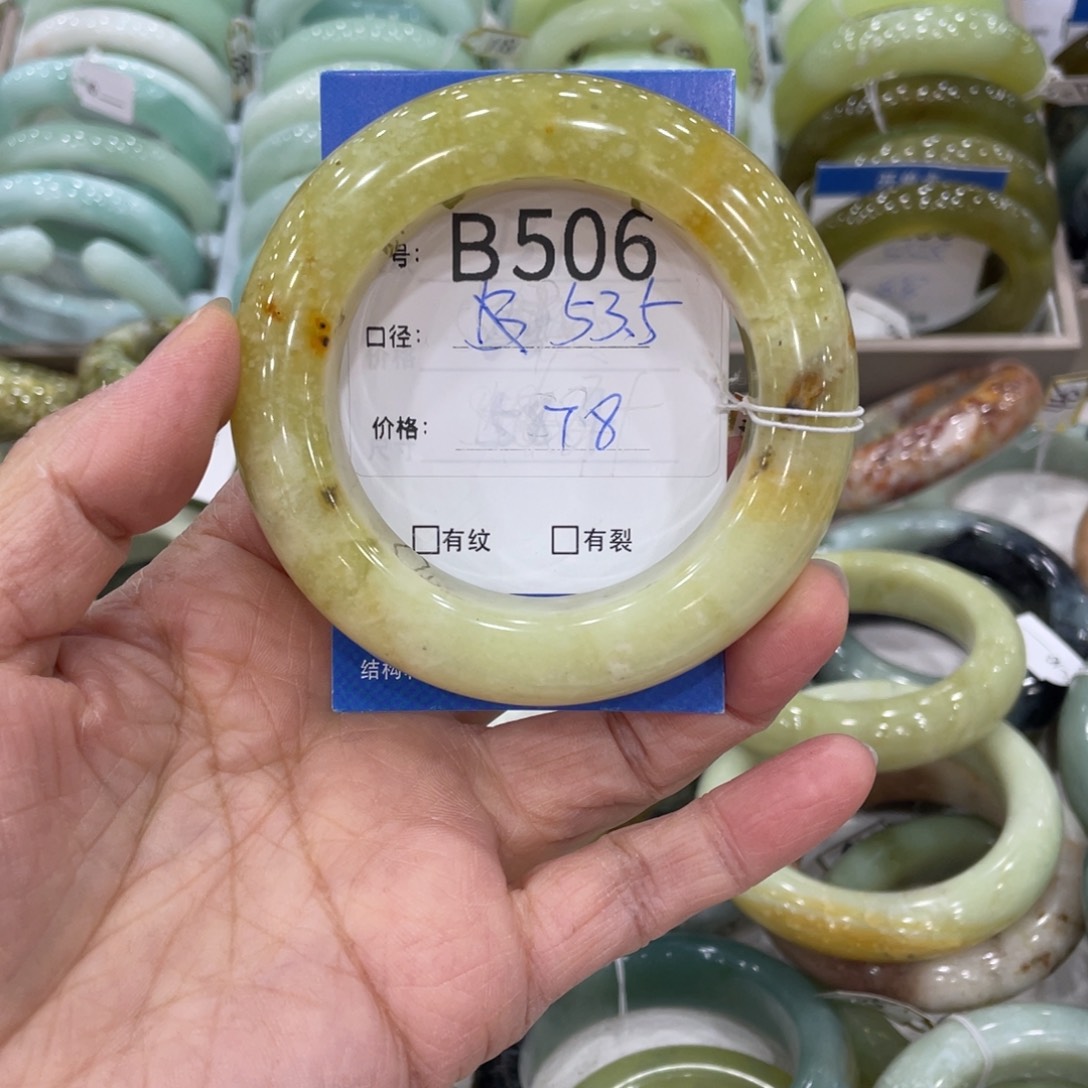 号: B506
口径: 53.5
价格: 78
□有纹 □有裂
结构